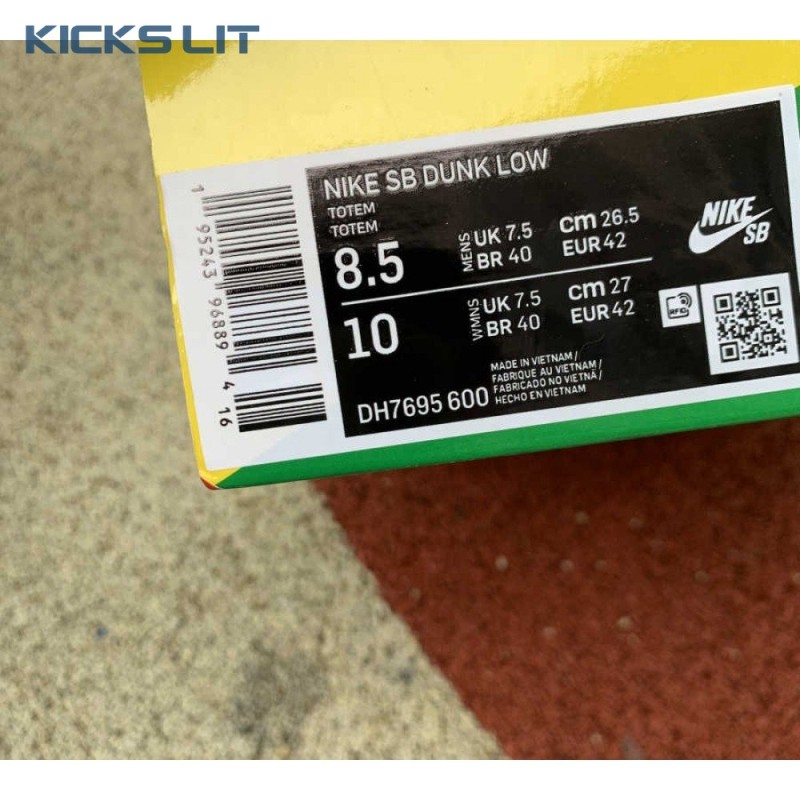 KICKS LIT
NIKE SB DUNK LOW
TOTEM
TOTEM
8.5
MENS
UK 7.5
cm 26.5
BR 40
EUR 42
10
WMNS
UK 7.5
cm 27
BR 40
EUR 42
NIKE
SB
RFID
DH7695 600
MADE IN VIETNAM /
FABRIQUE AU VIETNAM /
FABRICADO NO VIETNÃ /
HECHO EN VIETNAM
1 95243 96889 4 16